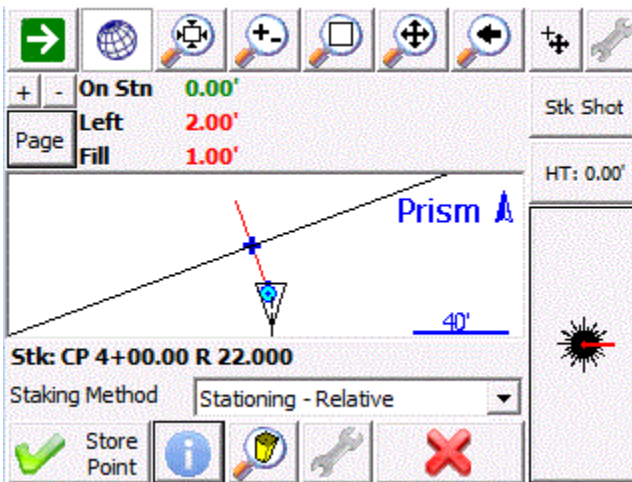 + - On Stn 0.00'
Stk Shot
Page Left 2.00'
Fill 1.00'
HT: 0.00'
Prism
40'
Stk: CP 4+00.00 R 22.000
Staking Method Stationing - Relative
Store
Point